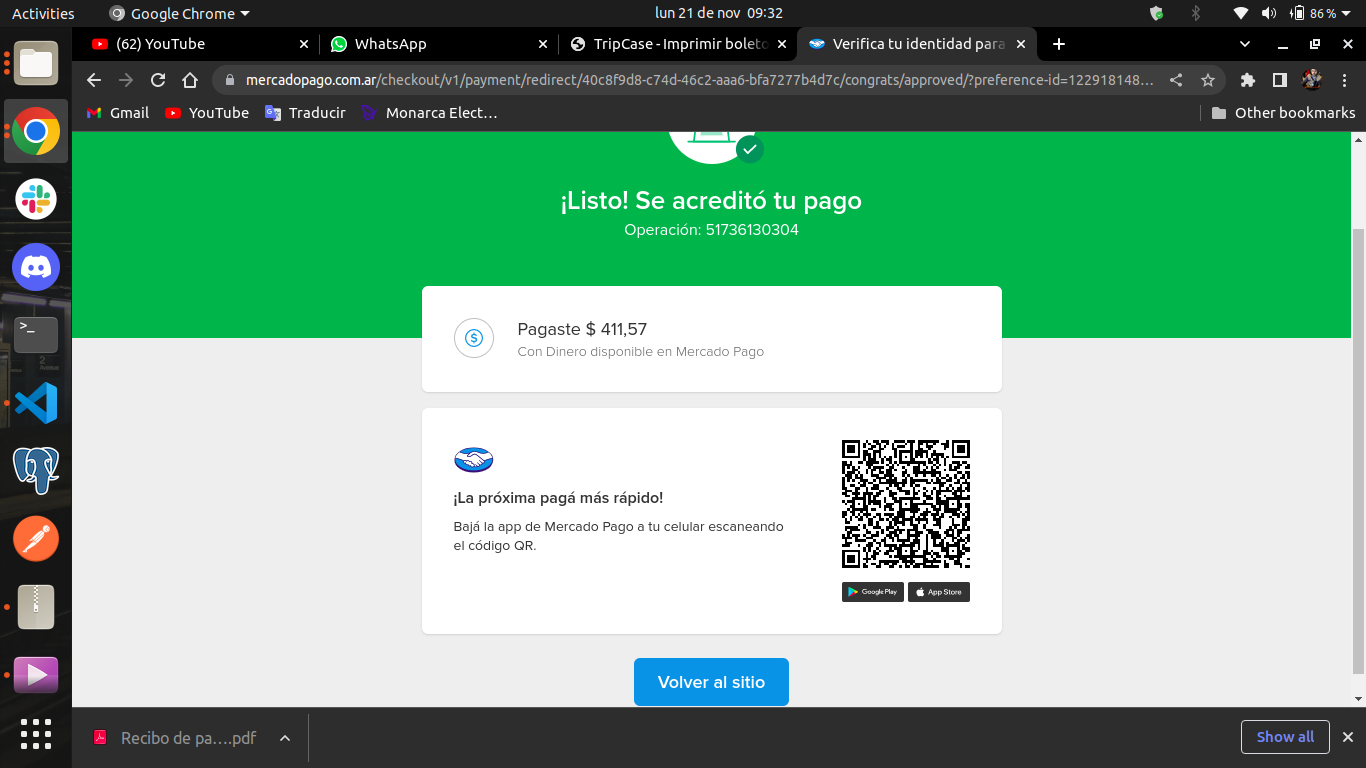 Activities
Google Chrome
lun 21 de nov 09:32
86 %
(62) YouTube
WhatsApp
TripCase - Imprimir boleto
Verifica tu identidad para
mercadopago.com.ar/checkout/v1/payment/redirect/40c8f9d8-c74d-46c2-aaa6-bfa7277b4d7c/congrats/approved/?preference-id=122918148...
Gmail
YouTube
Traducir
Monarca Elect...
Other bookmarks
¡Listo! Se acreditó tu pago
Operación: 51736130304
Pagaste $ 411,57
Con Dinero disponible en Mercado Pago
¡La próxima pagá más rápido!
Bajá la app de Mercado Pago a tu celular escaneando
el código QR.
Google Play
App Store
Volver al sitio
Recibo de pa....pdf
Show all